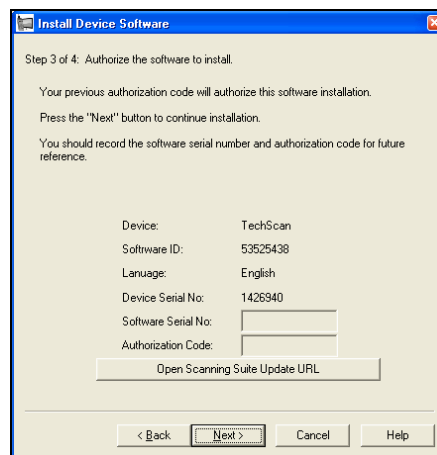 Install Device Software
Step 3 of 4: Authorize the software to install.
Your previous authorization code will authorize this software installation.
Press the "Next" button to continue installation.
You should record the software serial number and authorization code for future
reference.
Device: TechScan
Softrware ID: 53525438
Lanuage: English
Device Serial No: 1426940
Software Serial No:
Authorization Code:
Open Scanning Suite Update URL
< Back Next > Cancel Help